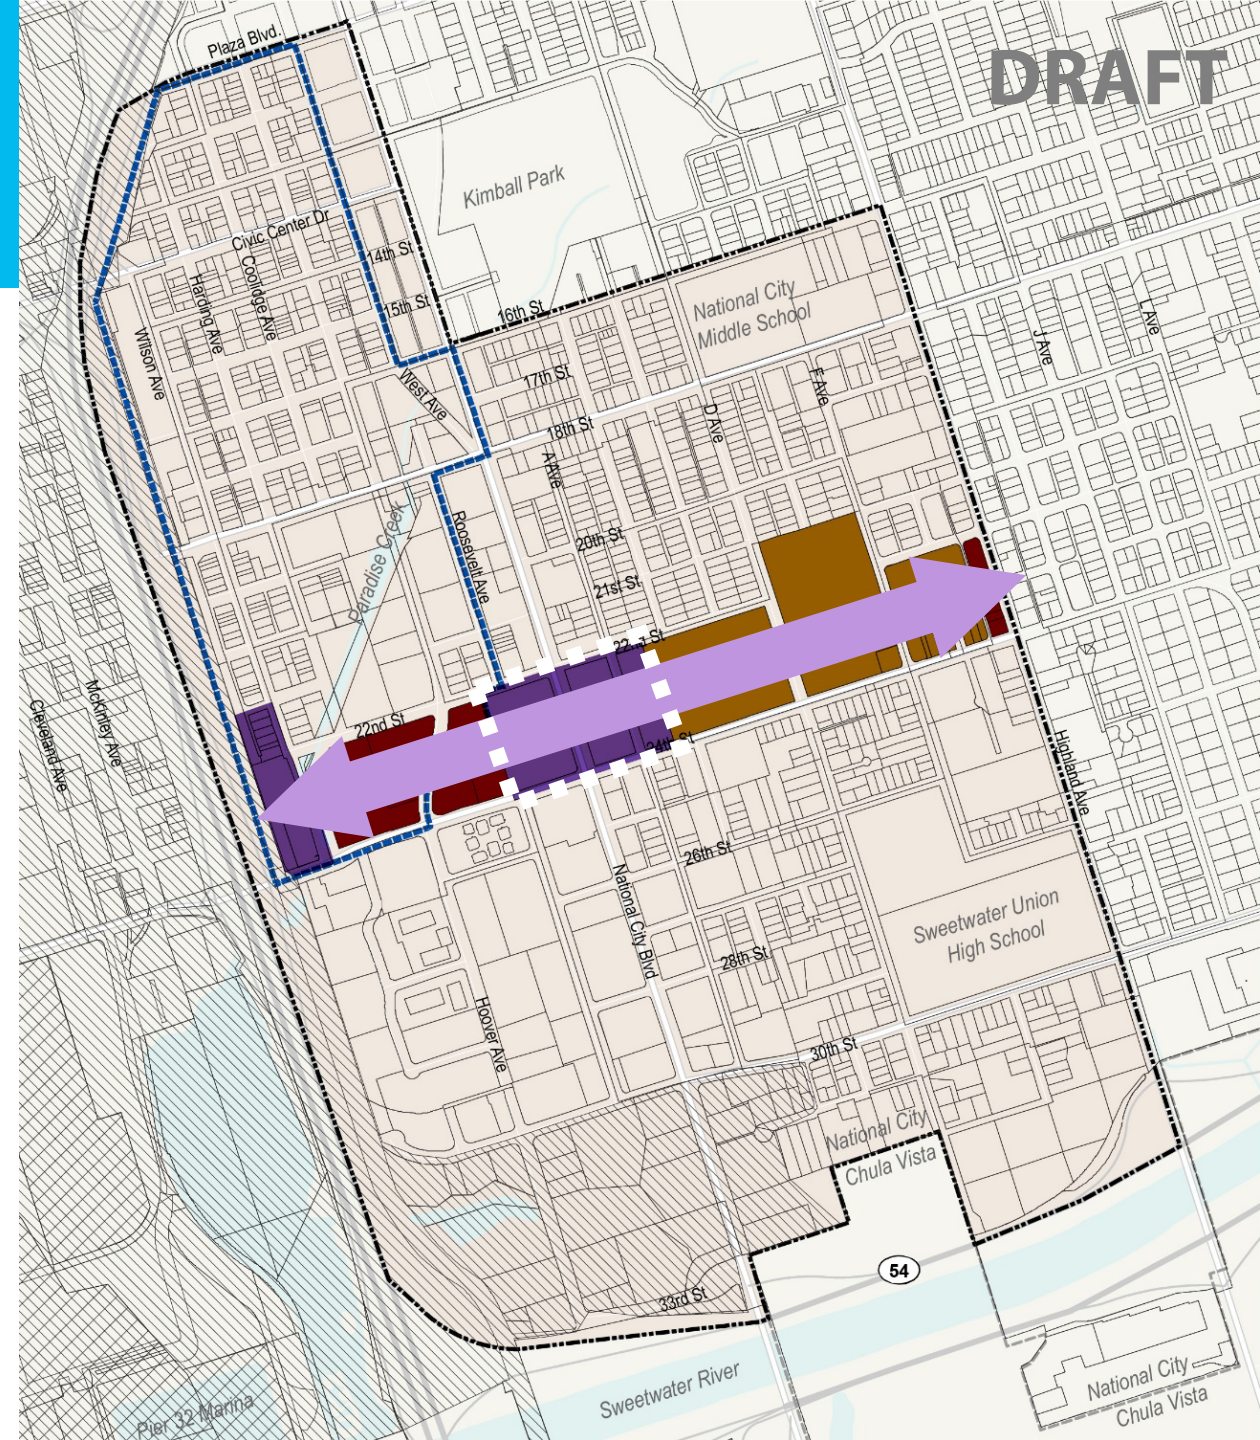 DRAFT
Plaza Blvd.
Kimball Park
Civic Center Dr
14th St
Harding Ave
Coolidge Ave
15th St
16th St
National City
Middle School
Wilson Ave
L Ave
J Ave
West Ave
17th St
F Ave
D Ave
18th St
A Ave
Paradise Creek
Roosevelt Ave
20th St
21st St
22nd St
McKinley Ave
Cleveland Ave
22nd St
24th St
Highland Ave
26th St
National City Blvd
Sweetwater Union
High School
28th St
Hoover Ave
30th St
National City
Chula Vista
54
33rd St
Sweetwater River
National City
Chula Vista
Pier 32 Marina